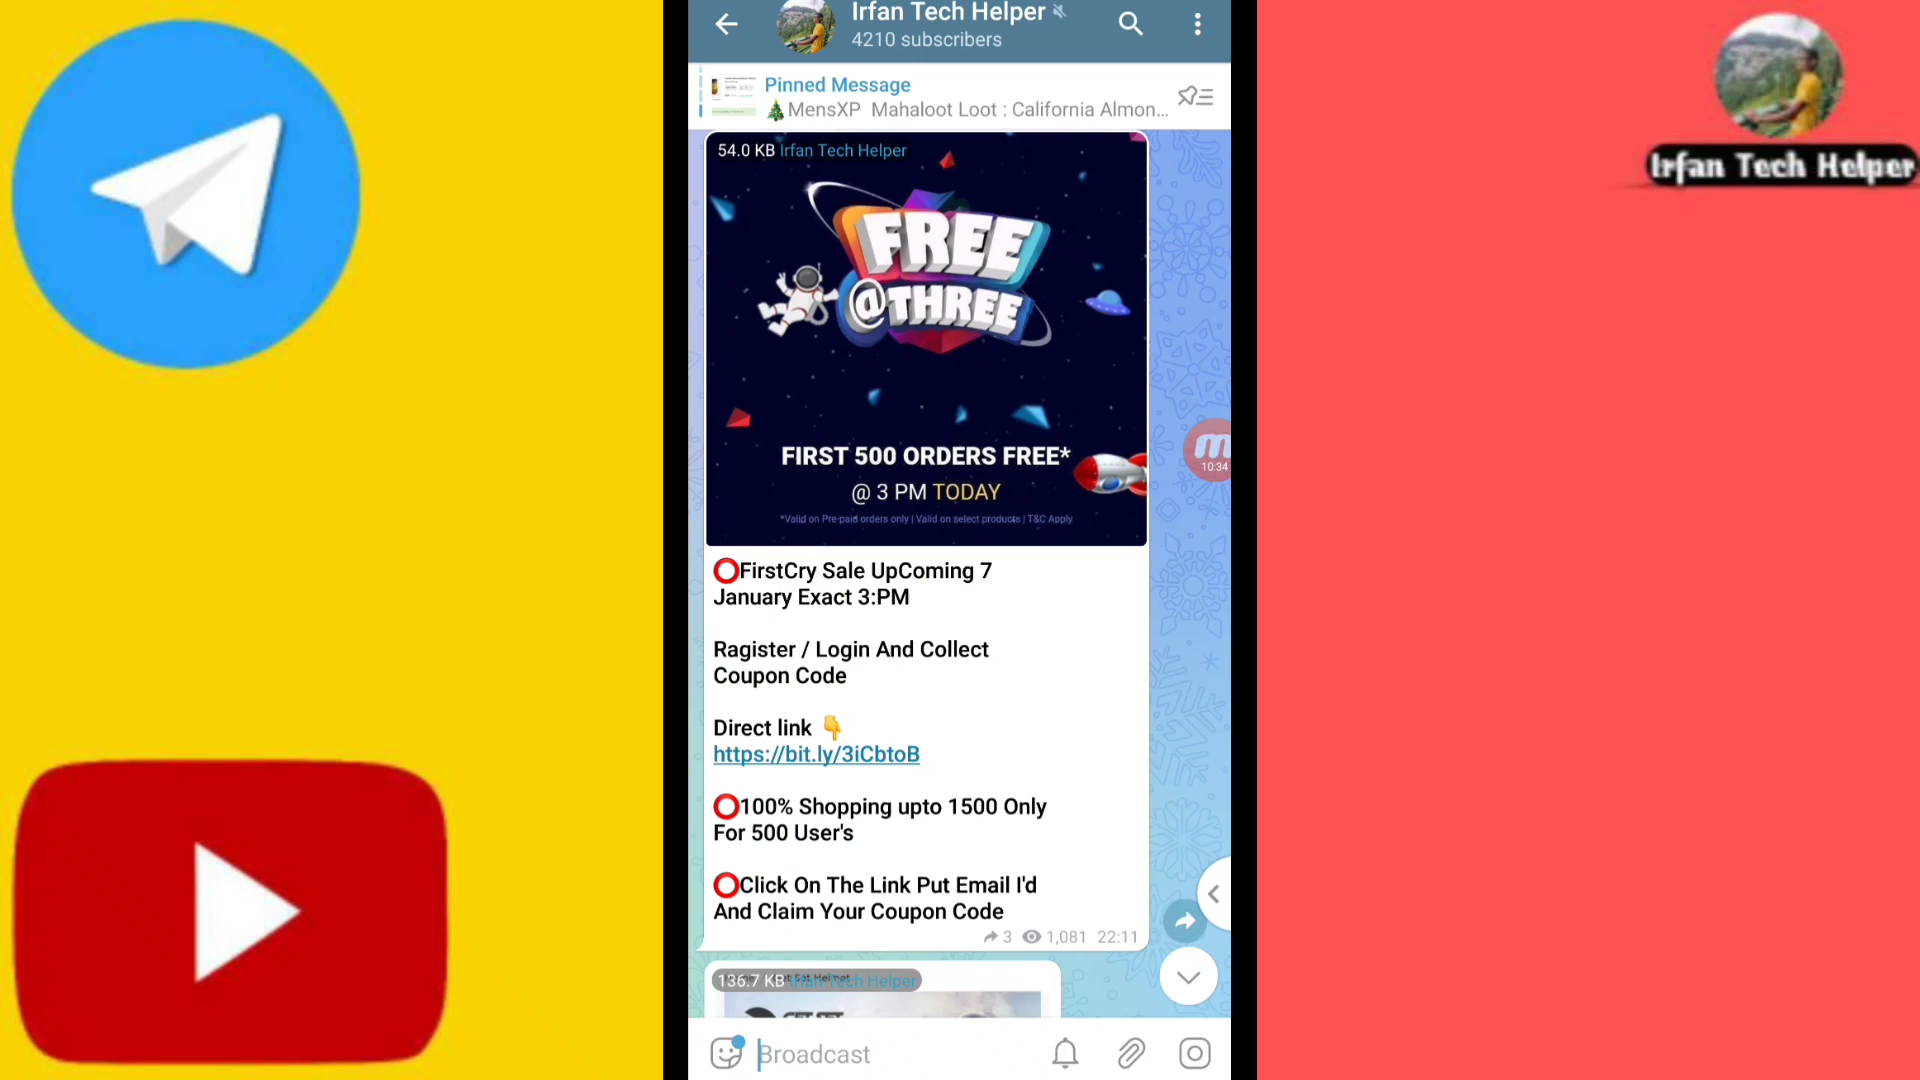 Irfan Tech Helper
4210 subscribers
Pinned Message
🎄MensXP Mahaloot Loot : California Almon...
54.0 KB Irfan Tech Helper
FREE
@THREE
FIRST 500 ORDERS FREE*
@ 3 PM TODAY
*Valid on Pre-paid orders only | Valid on select products | T&C Apply
⭕FirstCry Sale UpComing 7
January Exact 3:PM
Ragister / Login And Collect
Coupon Code
Direct link 👇
https://bit.ly/3iCbtoB
⭕100% Shopping upto 1500 Only
For 500 User's
⭕Click On The Link Put Email I'd
And Claim Your Coupon Code
3 1,081 22:11
136.7 KB Irfan Tech Helper
Broadcast
10:34
Irfan Tech Helper